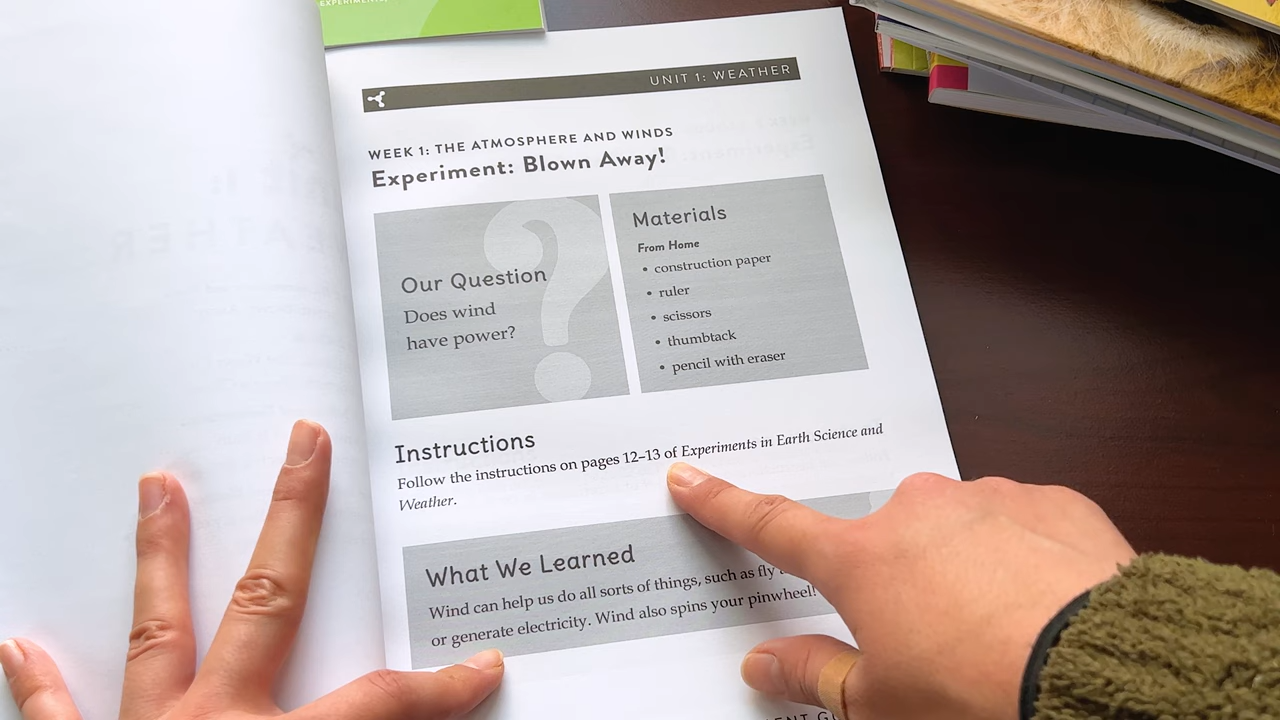 EXPERIMENTS
UNIT 1: WEATHER
WEEK 1: THE ATMOSPHERE AND WINDS
Experiment: Blown Away!
Our Question
Does wind
have power?
Materials
From Home
• construction paper
• ruler
• scissors
• thumbtack
• pencil with eraser
Instructions
Follow the instructions on pages 12–13 of Experiments in Earth Science and
Weather.
What We Learned
Wind can help us do all sorts of things, such as fly
or generate electricity. Wind also spins your pinwheel!